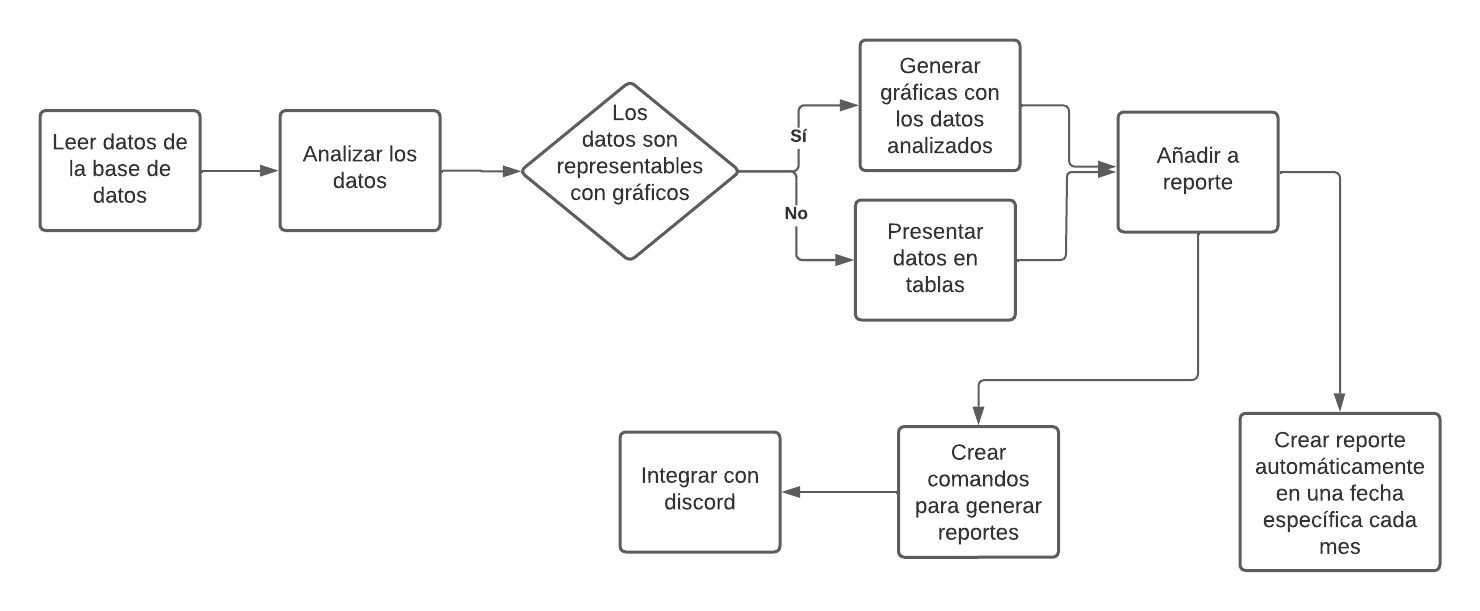 Leer datos de
la base de
datos
Analizar los
datos
Los
datos son
representables
con gráficos
Sí
No
Generar
gráficas con
los datos
analizados
Presentar
datos en
tablas
Añadir a
reporte
Integrar con
discord
Crear
comandos
para generar
reportes
Crear reporte
automáticamente
en una fecha
específica cada
mes